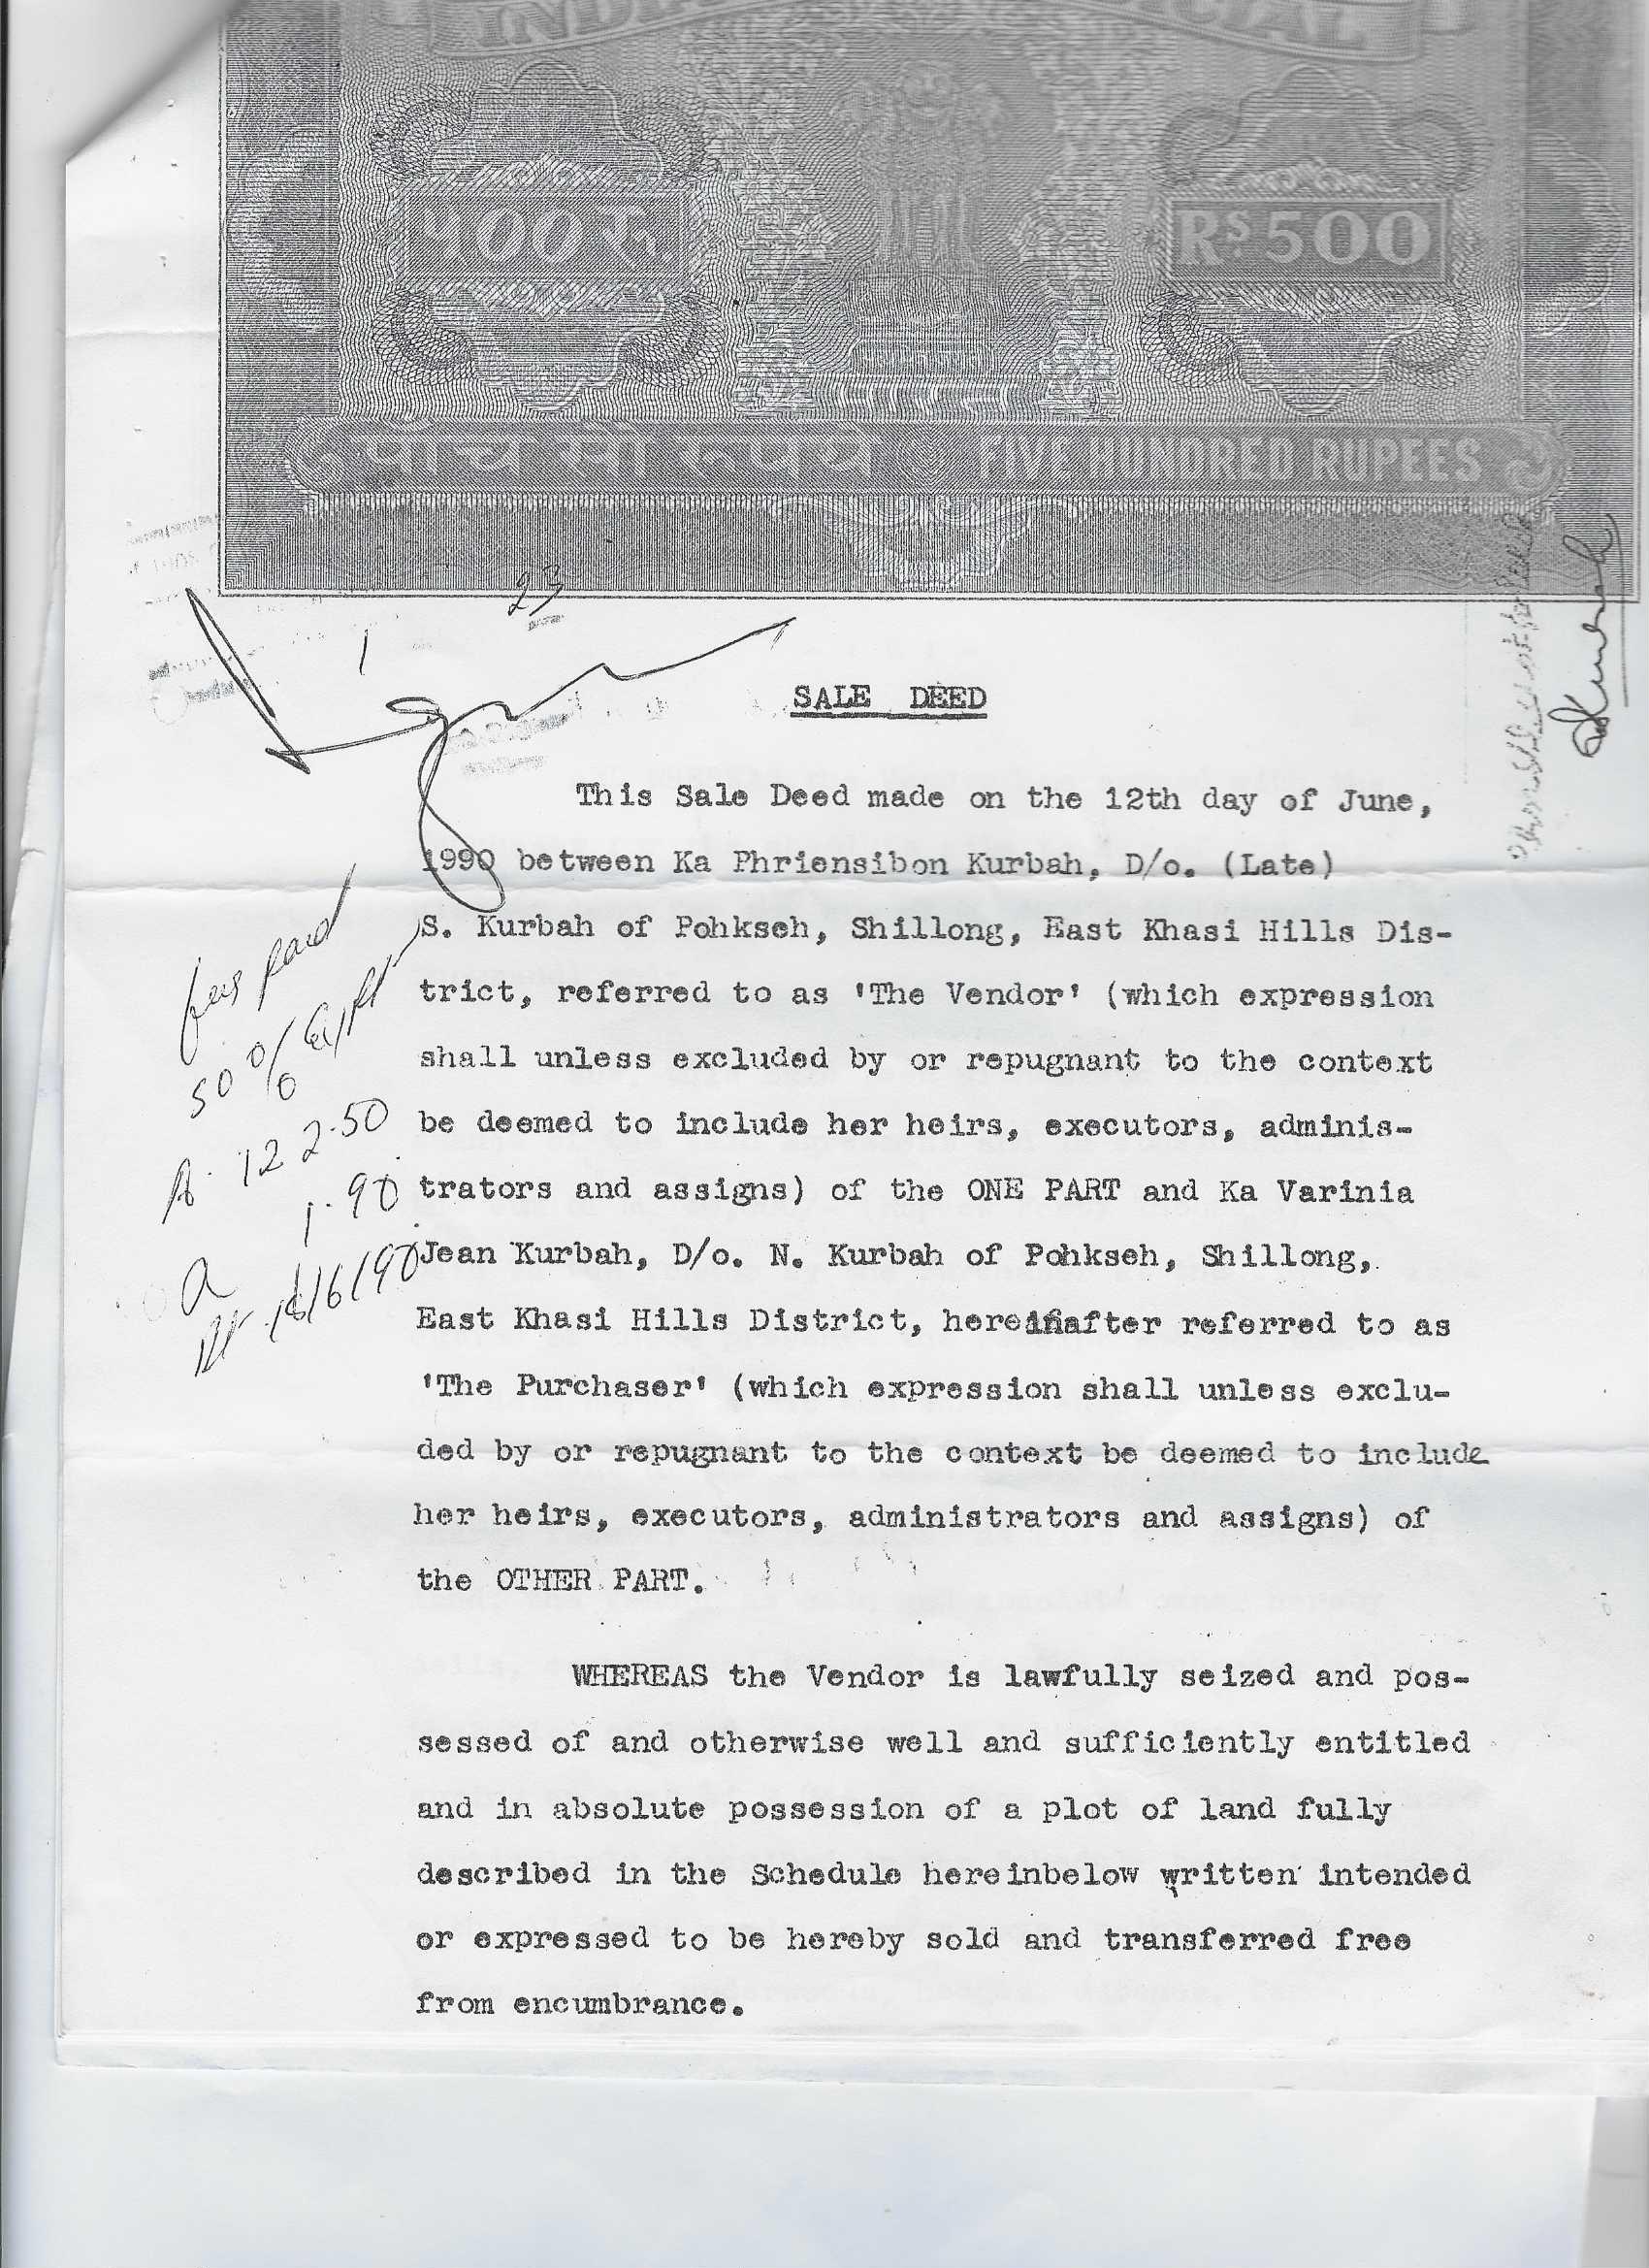 ५00 रु.
RS. 500
पाँच सौ रूपये
FIVE HUNDRED RUPEES
23
1
SALE DEED
This Sale Deed made on the 12th day of June,
1990 between Ka Phriensibon Kurbah, D/o. (Late)
S. Kurbah of Pohkseh, Shillong, East Khasi Hills Dis-
trict, referred to as 'The Vendor' (which expression
shall unless excluded by or repugnant to the context
be deemed to include her heirs, executors, adminis-
trators and assigns) of the ONE PART and Ka Varinia
Jean Kurbah, D/o. N. Kurbah of Pohkseh, Shillong,
East Khasi Hills District, hereinafter referred to as
'The Purchaser' (which expression shall unless exclu-
ded by or repugnant to the context be deemed to include
her heirs, executors, administrators and assigns) of
the OTHER PART.
WHEREAS the Vendor is lawfully seized and pos-
sessed of and otherwise well and sufficiently entitled
and in absolute possession of a plot of land fully
described in the Schedule hereinbelow written intended
or expressed to be hereby sold and transferred free
from encumbrance.
fees paid
50 %
122-50
1-90